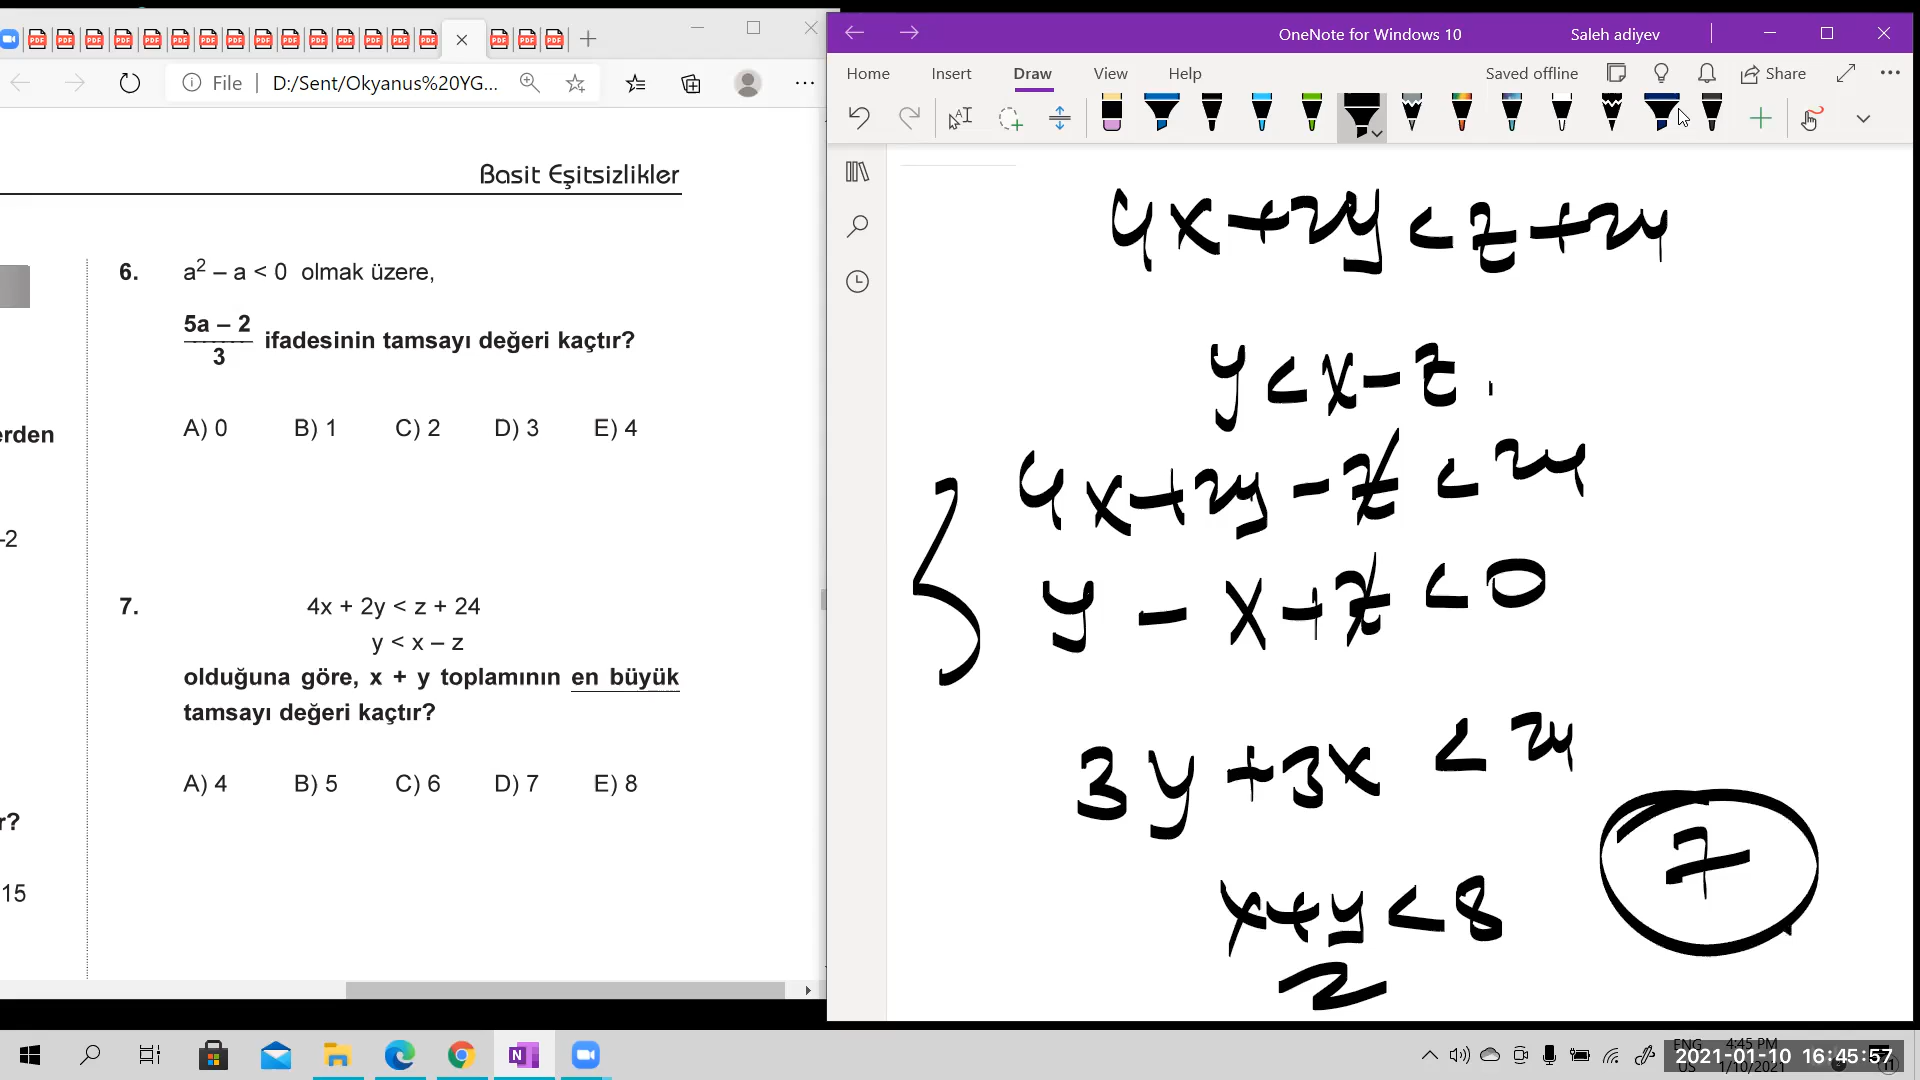 File D:/Sent/Okyanus%20YG...
Basit Eşitsizlikler
6. a² – a < 0 olmak üzere,
5a – 2
3
ifadesinin tamsayı değeri kaçtır?
A) 0 B) 1 C) 2 D) 3 E) 4
erden
-2
7. 4x + 2y < z + 24
y < x – z
olduğuna göre, x + y toplamının en büyük
tamsayı değeri kaçtır?
A) 4 B) 5 C) 6 D) 7 E) 8
r?
15
OneNote for Windows 10 Saleh adiyev
Home Insert Draw View Help Saved offline Share
4x+2y<z+24
y<x-z.
4x+2y-z<24
y-x+z<0
3y+3x<24
x+y<8
7
ENG
US
4:45 PM
1/10/2021
2021-01-10 16:45:57